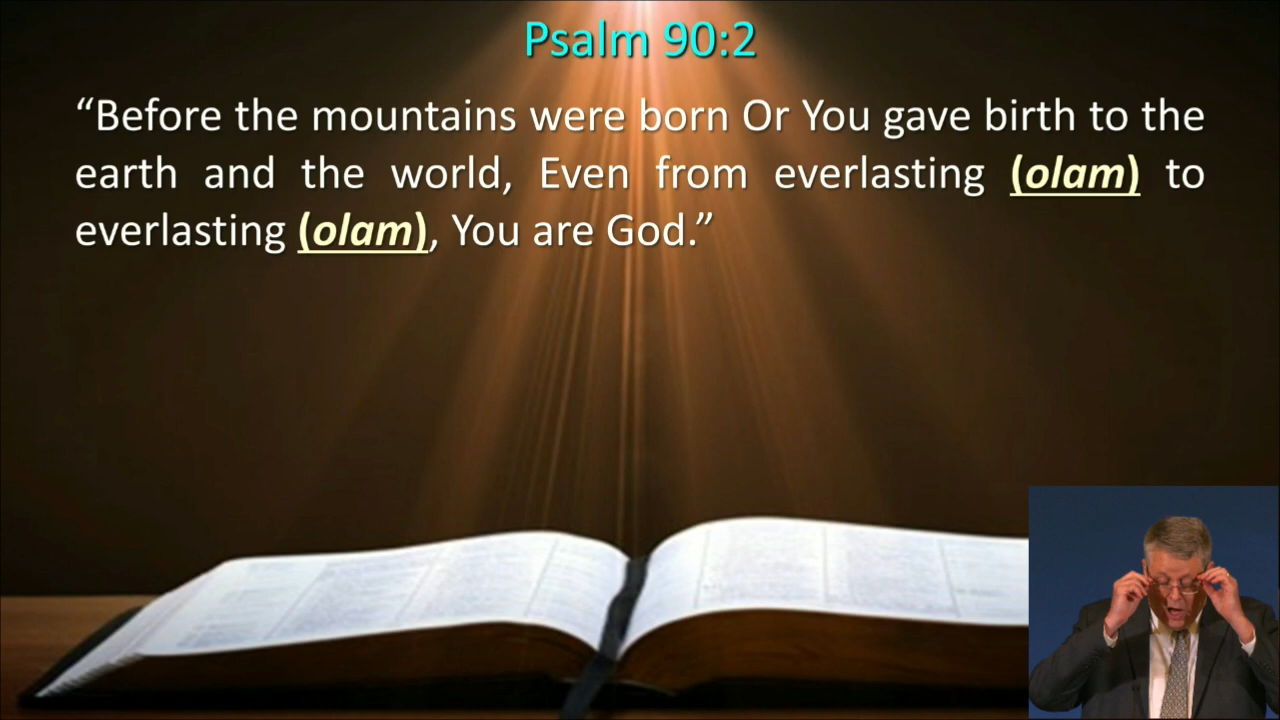 Psalm 90:2
“Before the mountains were born Or You gave birth to the
earth and the world, Even from everlasting (olam) to
everlasting (olam), You are God.”